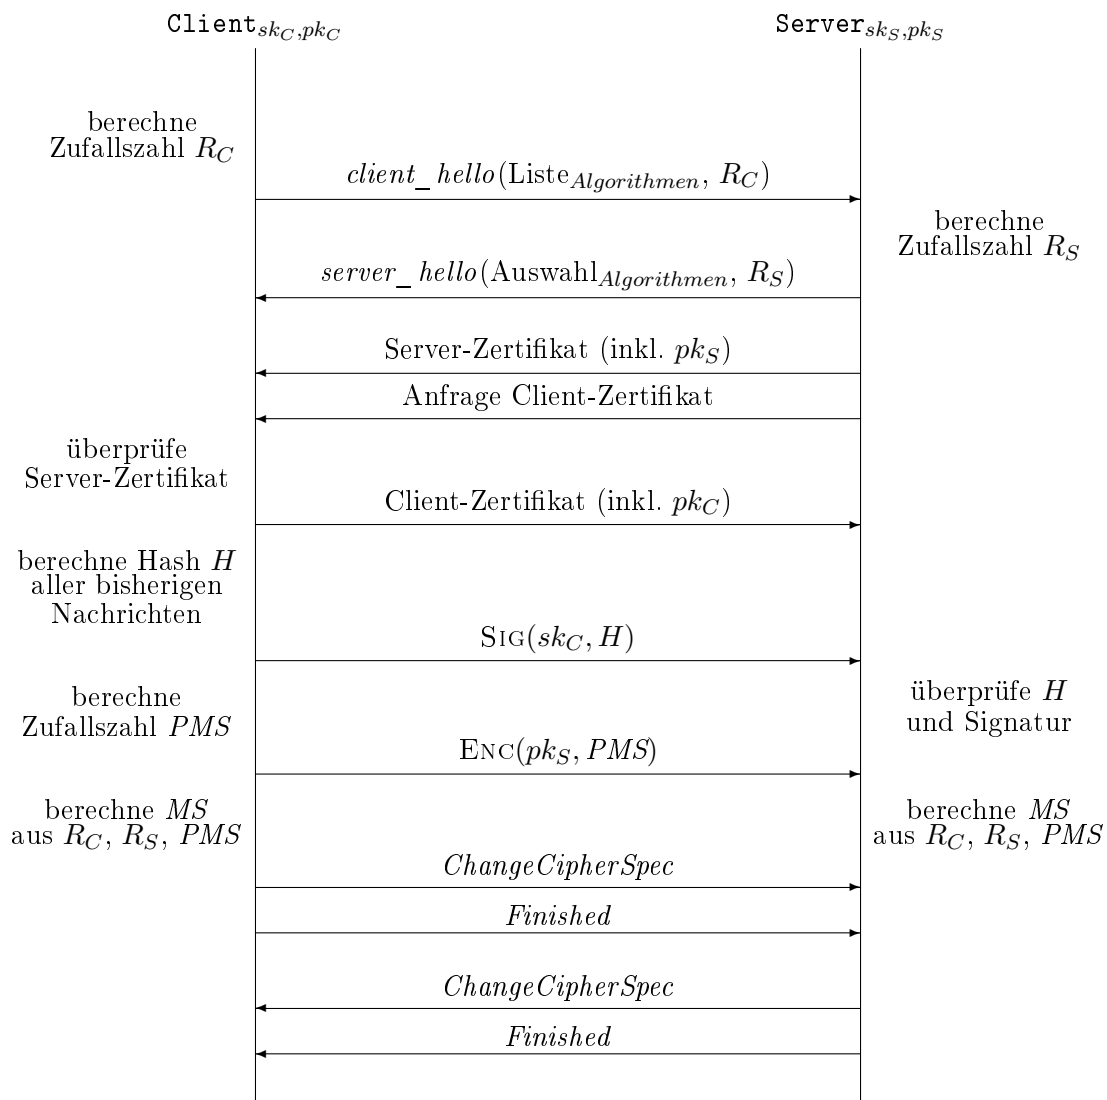 Client_{sk_C,pk_C} Server_{sk_S,pk_S}
berechne
Zufallszahl R_C
client_hello(Liste_{Algorithmen}, R_C)
berechne
Zufallszahl R_S
server_hello(Auswahl_{Algorithmen}, R_S)
Server-Zertifikat (inkl. pk_S)
Anfrage Client-Zertifikat
überprüfe
Server-Zertifikat
Client-Zertifikat (inkl. pk_C)
berechne Hash H
aller bisherigen
Nachrichten
SIG(sk_C, H)
berechne
Zufallszahl PMS
überprüfe H
und Signatur
ENC(pk_S, PMS)
berechne MS
aus R_C, R_S, PMS
berechne MS
aus R_C, R_S, PMS
ChangeCipherSpec
Finished
ChangeCipherSpec
Finished